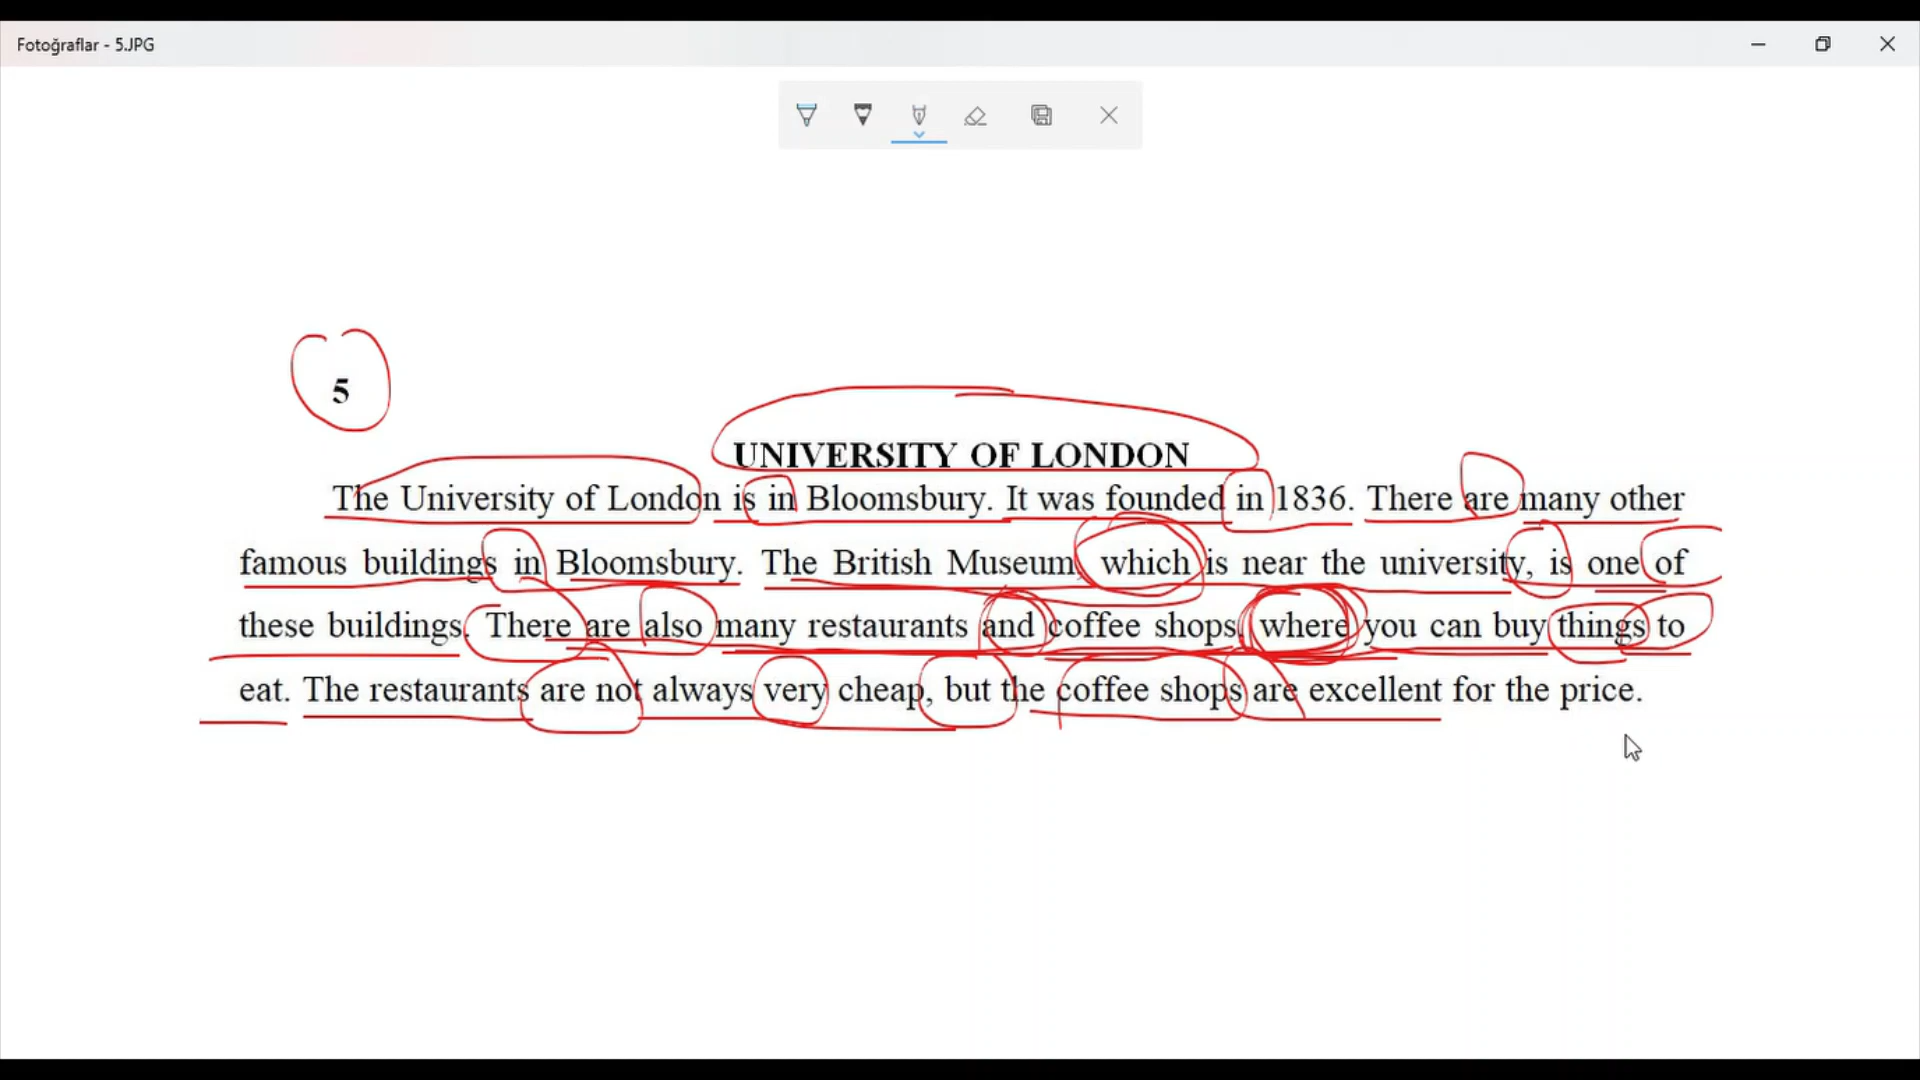 Fotoğraflar - 5.JPG
5
UNIVERSITY OF LONDON
The University of London is in Bloomsbury. It was founded in 1836. There are many other
famous buildings in Bloomsbury. The British Museum, which is near the university, is one of
these buildings. There are also many restaurants and coffee shops, where you can buy things to
eat. The restaurants are not always very cheap, but the coffee shops are excellent for the price.